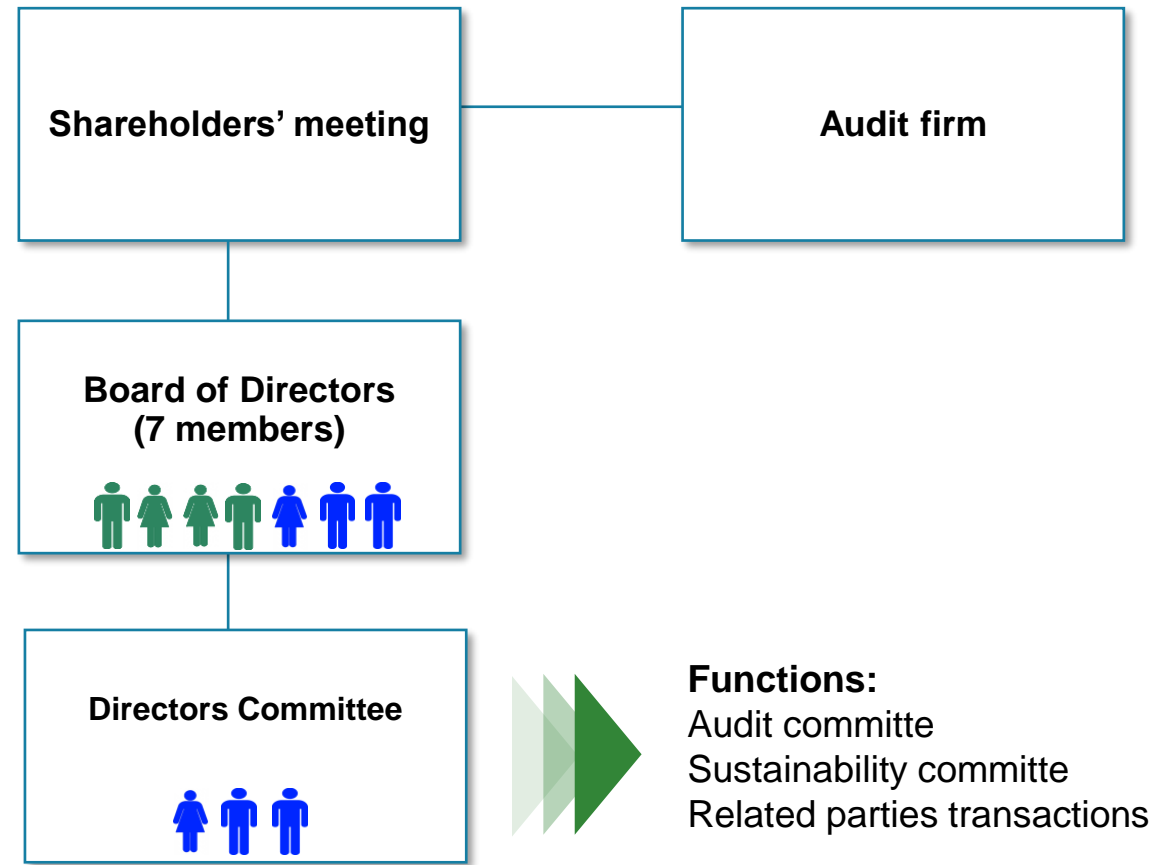 Shareholders’ meeting
Audit firm
Board of Directors
(7 members)
Directors Committee
Functions:
Audit committe
Sustainability committe
Related parties transactions